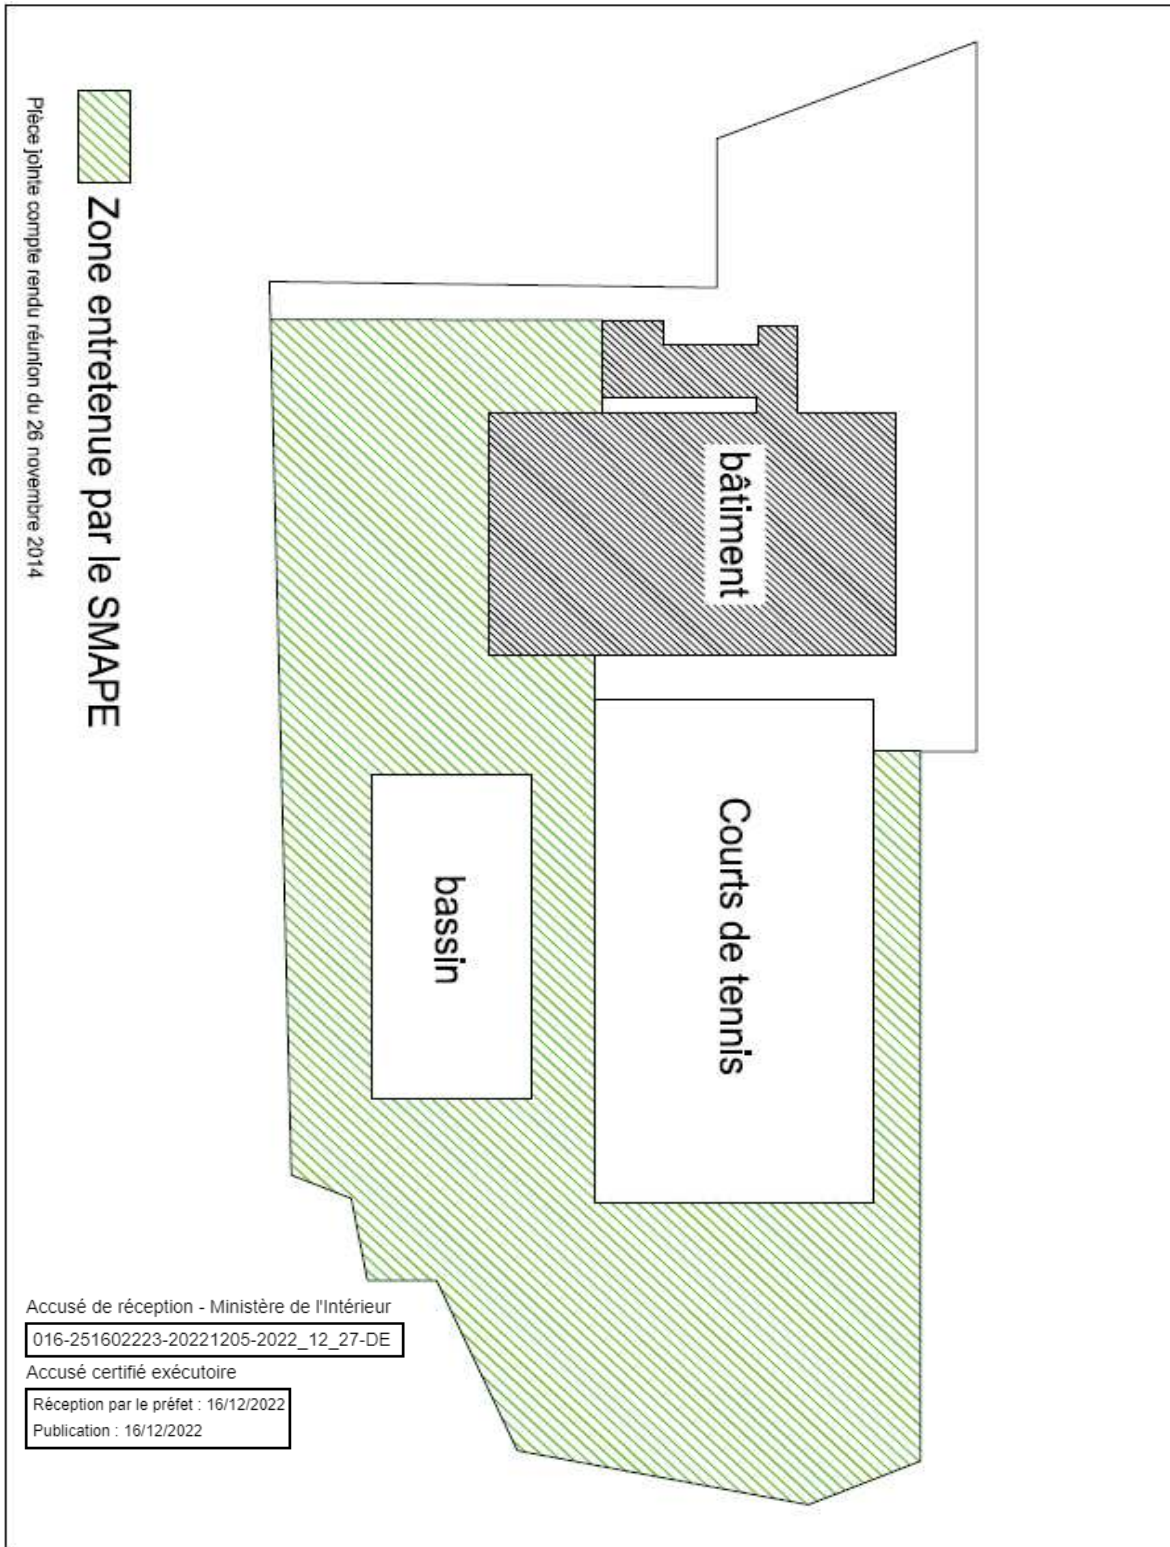 Zone entretenue par le SMAPE
Pièce jointe compte rendu réunion du 26 novembre 2014
bâtiment
Courts de tennis
bassin
Accusé de réception - Ministère de l'Intérieur
016-251602223-20221205-2022_12_27-DE
Accusé certifié exécutoire
Réception par le préfet : 16/12/2022
Publication : 16/12/2022